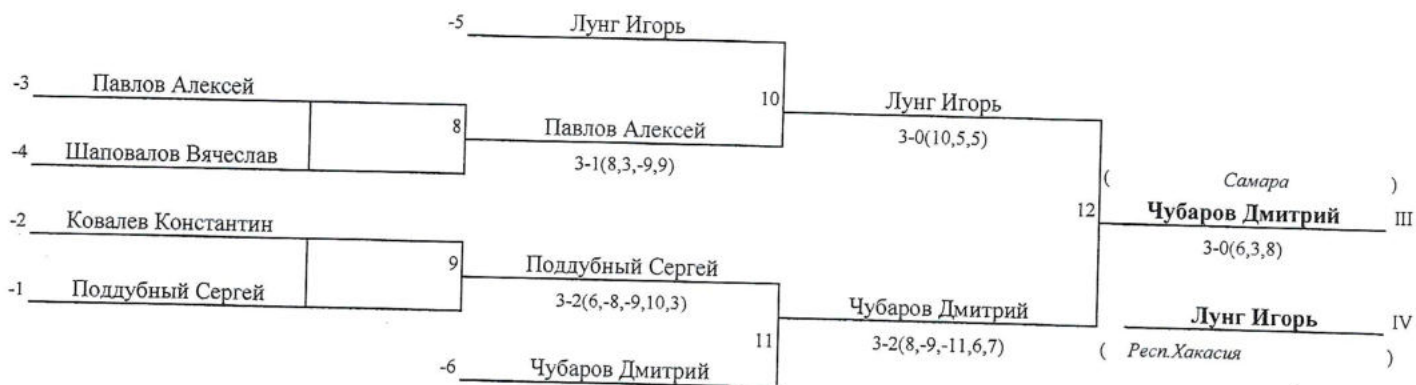 -5 Лунг Игорь
-3 Павлов Алексей
10 Лунг Игорь
8 Павлов Алексей
3-0(10,5,5)
-4 Шаповалов Вячеслав
3-1(8,3,-9,9)
( Самара )
-2 Ковалев Константин
12 Чубаров Дмитрий III
3-0(6,3,8)
9 Поддубный Сергей
-1 Поддубный Сергей
3-2(6,-8,-9,10,3)
Чубаров Дмитрий
Лунг Игорь IV
11
3-2(8,-9,-11,6,7)
( Респ.Хакасия )
-6 Чубаров Дмитрий